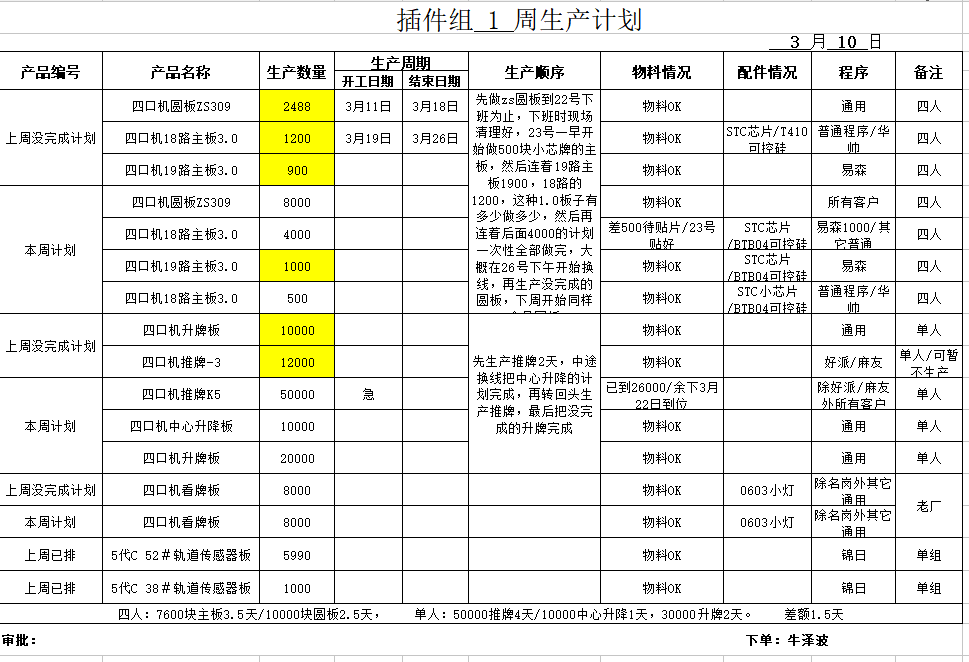 插件组 1 周生产计划
3 月 10 日
产品编号 产品名称 生产数量 生产周期 生产顺序 物料情况 配件情况 程序 备注
开工日期 结束日期
上周没完成计划
四口机圆板ZS309 2488 3月11日 3月18日 物料OK 通用 四人
四口机18路主板3.0 1200 3月19日 3月26日 物料OK STC芯片/T410可控硅 普通程序/华帅 四人
四口机19路主板3.0 900 物料OK 易森 四人
先做zs圆板到22号下
班为止，下班时现场
清理好，23号一早开
始做500块小芯牌的主
板，然后连着19路主
板1900，18路的
1200，这种1.0板子有
多少做多少，然后再
连着后面4000的计划
一次性全部做完，大
概在26号下午开始换
线，再生产没完成的
圆板，下周开始同样
本周计划
四口机圆板ZS309 8000 物料OK 所有客户 四人
四口机18路主板3.0 4000 差500待贴片/23号贴好 STC芯片/BTB04可控硅 易森1000/其它普通 四人
四口机19路主板3.0 1000 物料OK STC芯片/BTB04可控硅 易森 四人
四口机18路主板3.0 500 物料OK STC小芯片/BTB04可控硅 普通程序/华帅 四人
上周没完成计划
四口机升牌板 10000 物料OK 通用 单人
四口机推牌-3 12000 物料OK 好派/麻友 单人/可暂不生产
先生产推牌2天，中途
换线把中心升降的计
划完成，再转回头生
产推牌，最后把没完
成的升牌完成
本周计划
四口机推牌K5 50000 急 已到26000/余下3月22日到位 除好派/麻友外所有客户 单人
四口机中心升降板 10000 物料OK 通用 单人
四口机升牌板 20000 物料OK 通用 单人
上周没完成计划 四口机看牌板 8000 物料OK 0603小灯 除名岗外其它通用 老厂
本周计划 四口机看牌板 8000 物料OK 0603小灯 除名岗外其它通用
上周已排 5代C 52＃轨道传感器板 5990 物料OK 锦日 单组
上周已排 5代C 38＃轨道传感器板 1000 物料OK 锦日 单组
四人：7600块主板3.5天/10000块圆板2.5天， 单人：50000推牌4天/10000中心升降1天，30000升牌2天。 差额1.5天
审批： 下单：牛泽波